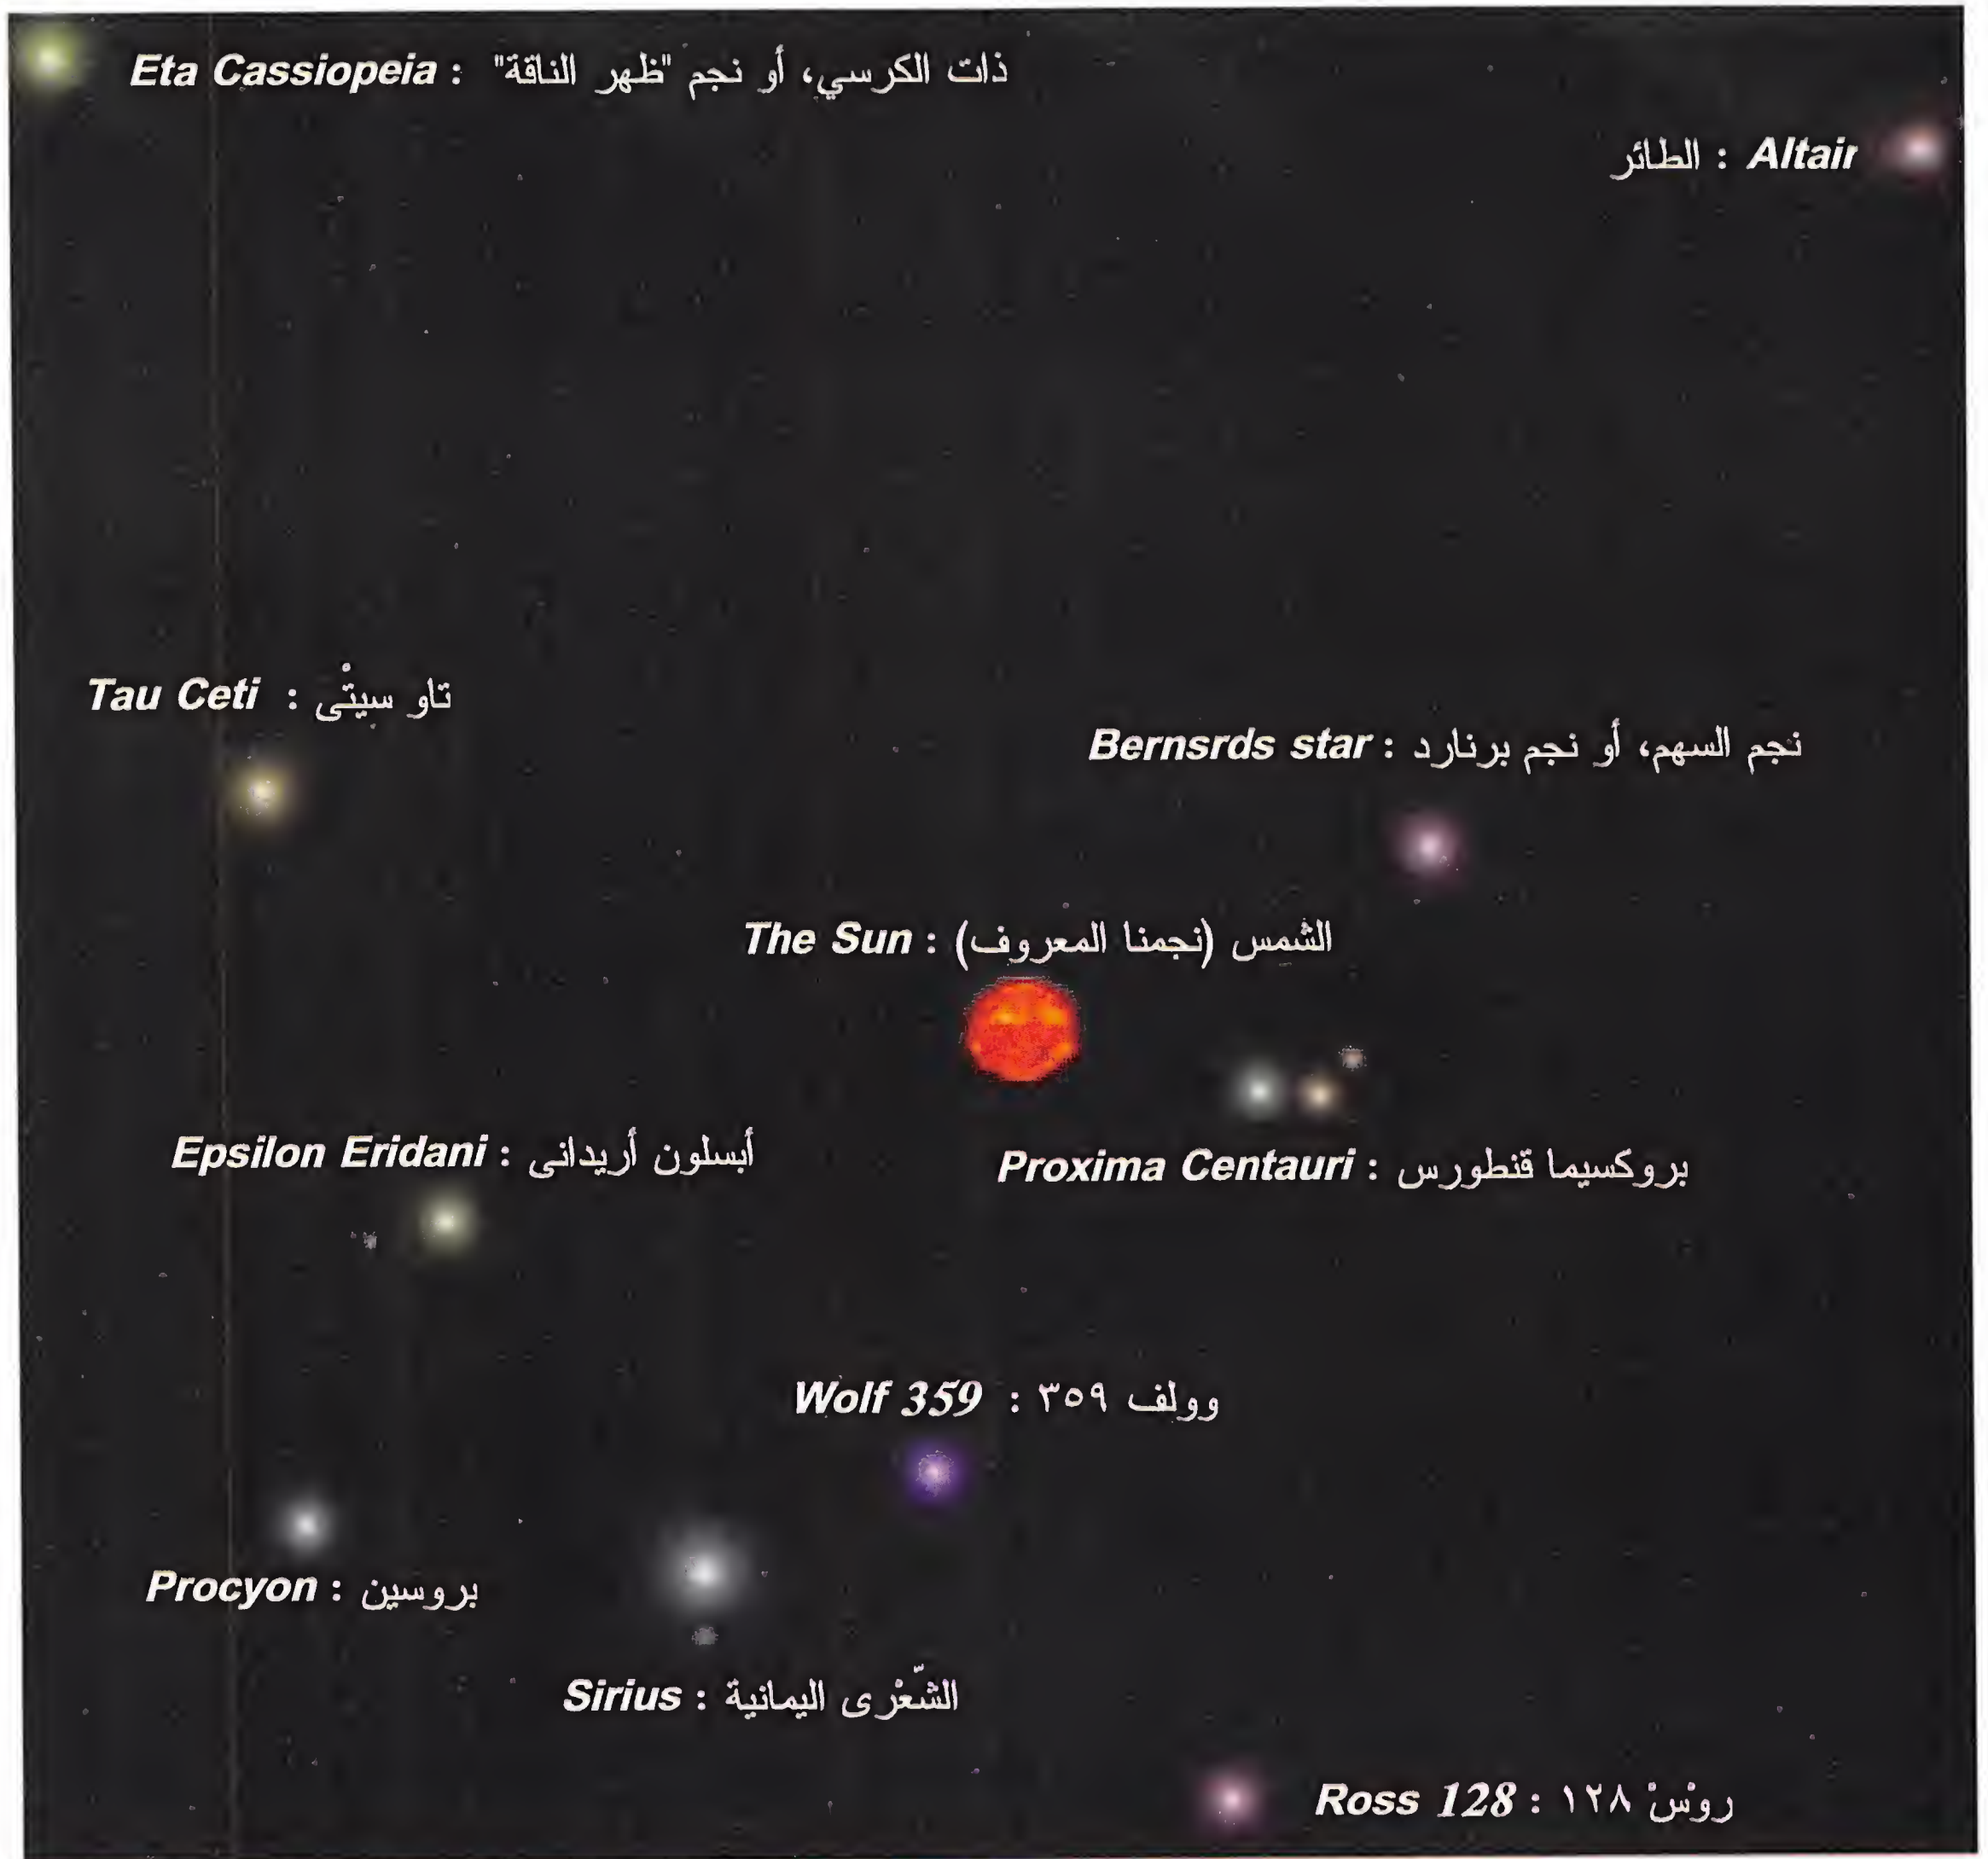 Eta Cassiopeia : ذات الكرسي، أو نجم "ظهر الناقة"
Altair : الطائر
Tau Ceti : تاو سيتْى
Bernsrds star : نجم السهم، أو نجم برنارد
The Sun : الشمس (نجمنا المعروف)
Epsilon Eridani : أبسلون أريدانى
Proxima Centauri : بروكسيما قنطورس
Wolf 359 : وولف ٣٥٩
Procyon : بروسين
Sirius : الشّعْرى اليمانية
Ross 128 : روْسْ ١٢٨